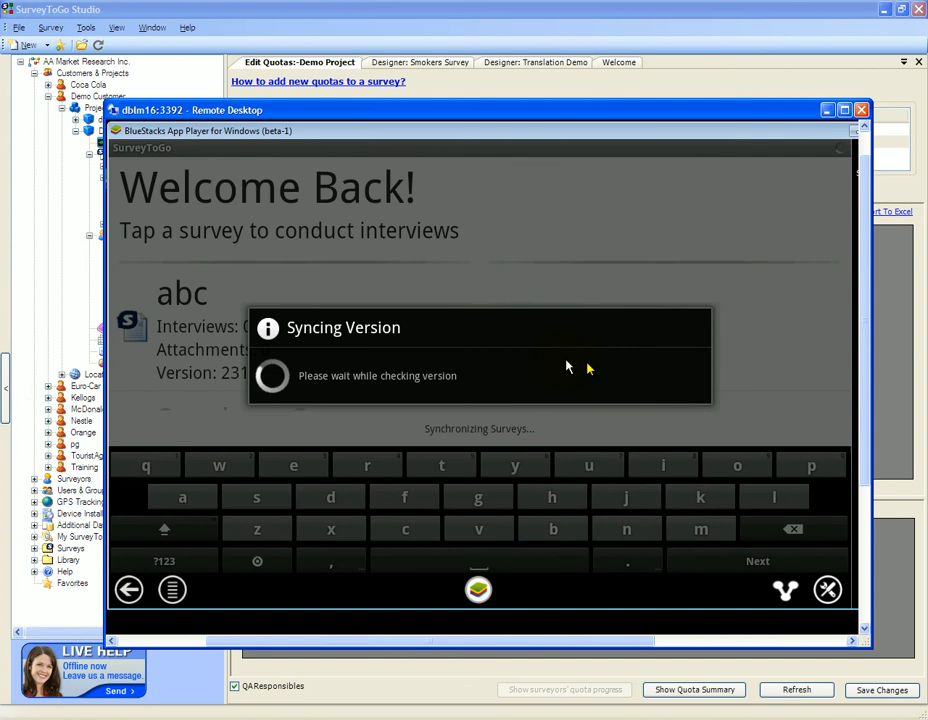 SurveyToGo Studio
File Survey Tools View Window Help
New
AA Market Research Inc.
Customers & Projects
Coca Cola
Demo Customer
Proje
Edit Quotas:-Demo Project Designer: Smokers Survey Designer: Translation Demo Welcome
How to add new quotas to a survey?
dblm16:3392 - Remote Desktop
BlueStacks App Player for Windows (beta-1)
SurveyToGo
Welcome Back!
Tap a survey to conduct interviews
abc
Interviews:
Attachments:
Version: 231
Syncing Version
Please wait while checking version
Synchronizing Surveys...
q w e r t y u i o p
a s d f g h j k l
z x c v b n m
?123 , . Next
rt To Excel
Locat
Euro-Car
Kellogs
McDonal
Nestle
Orange
pg
TouristAg
Training
Surveyors
Users & Group
GPS Tracking
Device Install
Additional Da
My SurveyTo
Surveys
Library
Help
Favorites
LIVE HELP
Offline now
Leave us a message.
Send >
QAResponsibles
Show surveyors' quota progress Show Quota Summary Refresh Save Changes